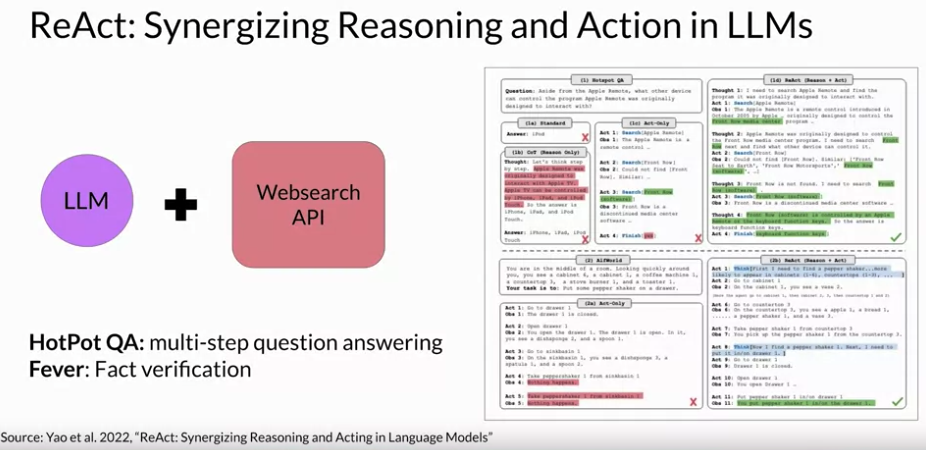 ReAct: Synergizing Reasoning and Action in LLMs
LLM
Websearch
API
HotPot QA: multi-step question answering
Fever: Fact verification
(1) Hotspot QA
Question: Aside from the Apple Remote, what other device
can control the program Apple Remote was originally
designed to interact with?
(1a) Standard
Answer: iPod
(1b) CoT (Reason Only)
Thought: Let's think step
by step. Apple Remote was
originally designed to
interact with Apple TV.
Apple TV can be controlled
by iPhone, iPad, and iPod
Touch. So the answer is
iPhone, iPad, and iPod
Touch.
Answer: iPhone, iPad, iPod
Touch
(1c) Act-Only
Act 1: Search[Apple Remote]
Obs 1: The Apple Remote is a
remote control …
Act 2: Search[Front Row]
Obs 2: Could not find [Front
Row]. Similar: …
Act 3: Search[Front Row
(software)]
Obs 3: Front Row is a
discontinued media center
software …
Act 4: Finish[yes]
(1d) ReAct (Reason + Act)
Thought 1: I need to search Apple Remote and find the
program it was originally designed to interact with.
Act 1: Search[Apple Remote]
Obs 1: The Apple Remote is a remote control introduced in
October 2005 by Apple … originally designed to control the
Front Row media center program …
Thought 2: Apple Remote was originally designed to control
the Front Row media center program. I need to search Front
Row next and find what other device can control it.
Act 2: Search[Front Row]
Obs 2: Could not find [Front Row]. Similar: ['Front Row
Seat to Earth', 'Front Row Motorsports', 'Front Row
(software)', …]
Thought 3: Front Row is not found. I need to search Front
Row (software).
Act 3: Search[Front Row (software)]
Obs 3: Front Row is a discontinued media center software …
Thought 4: Front Row (software) is controlled by an Apple
Remote or the keyboard function keys. So the answer is
keyboard function keys.
Act 4: Finish[keyboard function keys]
(2) AlfWorld
You are in the middle of a room. Looking quickly around
you, you see a cabinet 6, a cabinet 1, a coffee machine 1,
a countertop 3, a stove burner 1, and a toaster 1.
Your task is to: Put some pepper shaker on a drawer.
(2a) Act-Only
Act 1: Go to drawer 1
Obs 1: The drawer 1 is closed.
Act 2: Open drawer 1
Obs 2: You open the drawer 1. The drawer 1 is open. In it,
you see a dishsponge 2, and a spoon 1.
Act 3: Go to sinkbasin 1
Obs 3: On the sinkbasin 1, you see a dishsponge 3, a
spatula 1, and a spoon 2.
Act 4: Take peppershaker 1 from sinkbasin 1
Obs 4: Nothing happens.
Act 5: Take peppershaker 1 from sinkbasin 1
Obs 5: Nothing happens.
(2b) ReAct (Reason + Act)
Act 1: Think[First I need to find a pepper shaker...more
likely to appear in cabinets (1-6), countertops (1-3), … ]
Act 2: Go to cabinet 1
Obs 2: On the cabinet 1, you see a vase 2.
Act 6: Go to countertop 3
Obs 6: On the countertop 3, you see a apple 1, a bread 1,
…… a pepper shaker 1, and a vase 3.
Act 7: Take pepper shaker 1 from countertop 3
Obs 7: You pick up the pepper shaker 1 from the countertop 3.
Act 8: Think[Now I find a pepper shaker 1. Next, I need to
put it in/on drawer 1. ]
Act 9: Go to drawer 1
Obs 9: Drawer 1 is closed.
Act 10: Open drawer 1
Obs 10: You open Drawer 1 …
Act 11: Put pepper shaker 1 in/on drawer 1
Obs 11: You put pepper shaker 1 in/on the drawer 1.
Source: Yao et al. 2022, "ReAct: Synergizing Reasoning and Acting in Language Models"